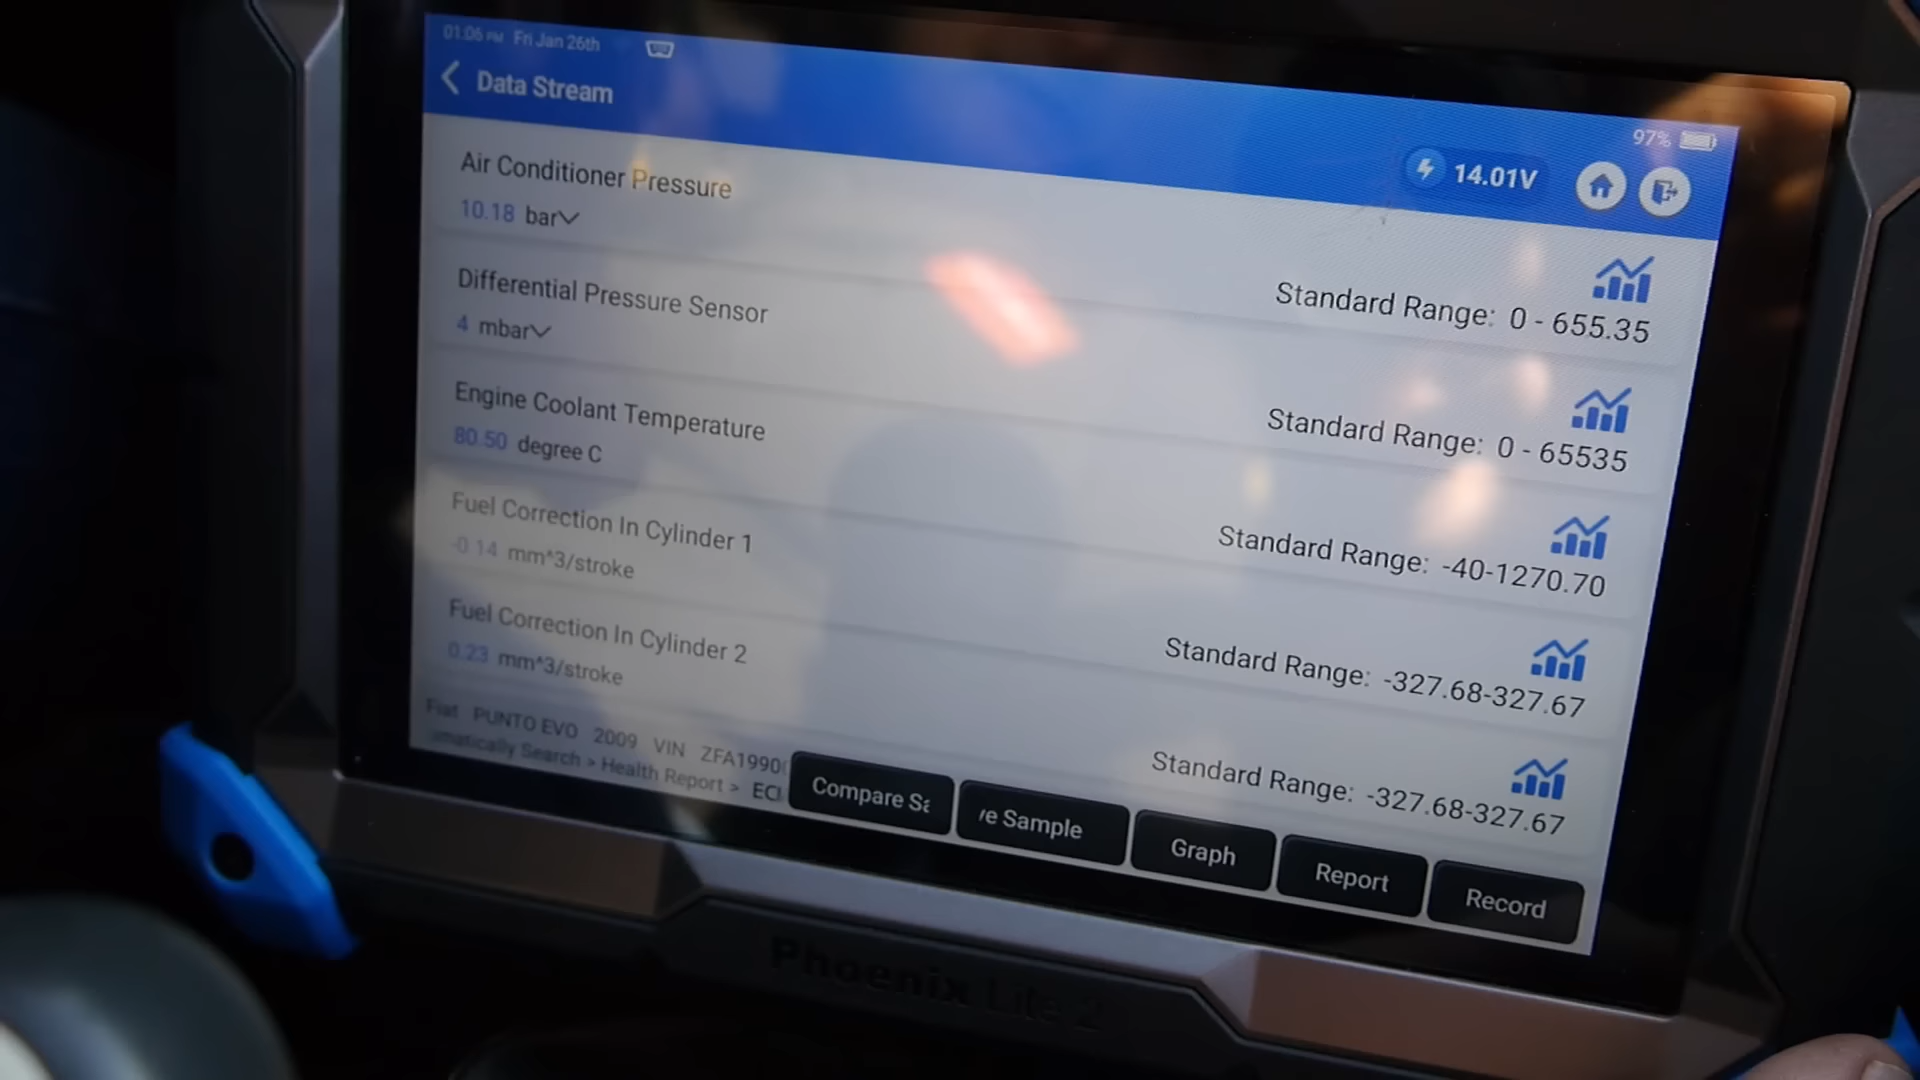 01:06 PM Fri Jan 26th
97%
Data Stream
14.01V
Air Conditioner Pressure
10.18 bar
Standard Range: 0 - 655.35
Differential Pressure Sensor
4 mbar
Standard Range: 0 - 65535
Engine Coolant Temperature
80.50 degree C
Standard Range: -40-1270.70
Fuel Correction In Cylinder 1
-0.14 mm^3/stroke
Standard Range: -327.68-327.67
Fuel Correction In Cylinder 2
0.23 mm^3/stroke
Standard Range: -327.68-327.67
Fiat PUNTO EVO 2009 VIN ZFA1990
omatically Search > Health Report >
Compare Sa
re Sample
Graph
Report
Record
Phoenix Lite 2